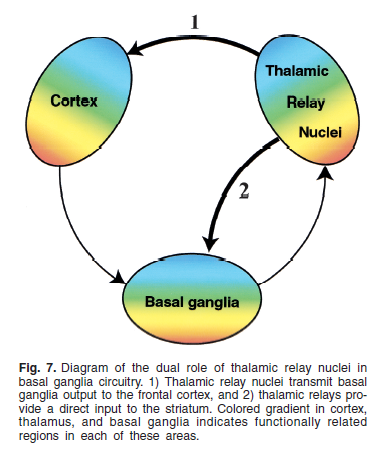 1
Thalamic
Relay
Nuclei
Cortex
2
Basal ganglia
Fig. 7. Diagram of the dual role of thalamic relay nuclei in
basal ganglia circuitry. 1) Thalamic relay nuclei transmit basal
ganglia output to the frontal cortex, and 2) thalamic relays pro-
vide a direct input to the striatum. Colored gradient in cortex,
thalamus, and basal ganglia indicates functionally related
regions in each of these areas.